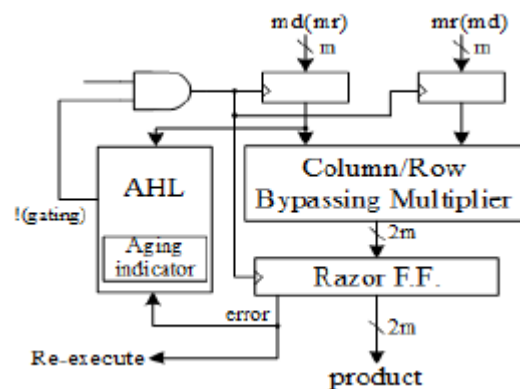 md(mr)
mr(md)
m
m
AHL
Column/Row
Bypassing Multiplier
!(gating)
Aging
indicator
2m
Razor F.F.
error
2m
Re-execute
product